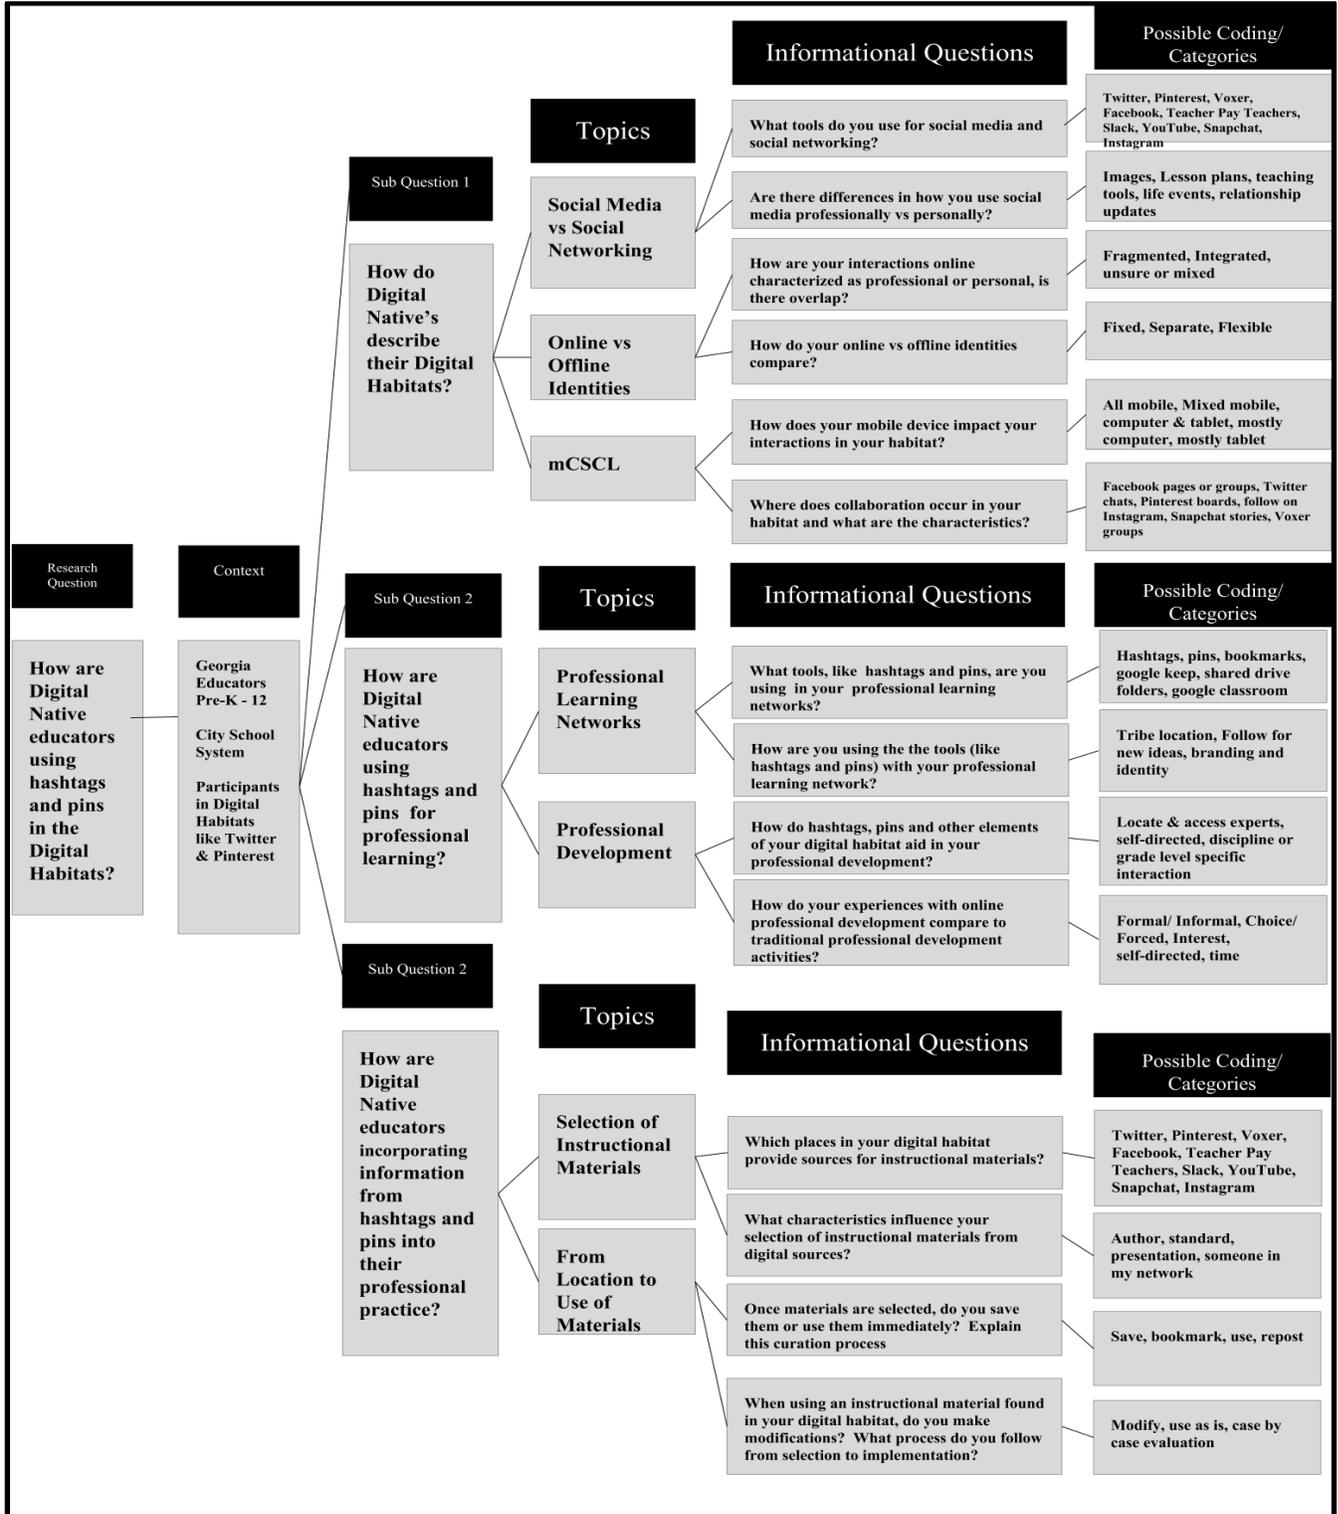 Research
Question
How are
Digital
Native
educators
using
hashtags
and pins
in the
Digital
Habitats?
Context
Georgia
Educators
Pre-K - 12
City School
System
Participants
in Digital
Habitats
like Twitter
& Pinterest
Sub Question 1
How do
Digital
Native’s
describe
their Digital
Habitats?
Topics
Social Media
vs Social
Networking
Online vs
Offline
Identities
mCSCL
Informational Questions
What tools do you use for social media and
social networking?
Are there differences in how you use social
media professionally vs personally?
How are your interactions online
characterized as professional or personal, is
there overlap?
How do your online vs offline identities
compare?
How does your mobile device impact your
interactions in your habitat?
Where does collaboration occur in your
habitat and what are the characteristics?
Possible Coding/
Categories
Twitter, Pinterest, Voxer,
Facebook, Teacher Pay Teachers,
Slack, YouTube, Snapchat,
Instagram
Images, Lesson plans, teaching
tools, life events, relationship
updates
Fragmented, Integrated,
unsure or mixed
Fixed, Separate, Flexible
All mobile, Mixed mobile,
computer & tablet, mostly
computer, mostly tablet
Facebook pages or groups, Twitter
chats, Pinterest boards, follow on
Instagram, Snapchat stories, Voxer
groups
Sub Question 2
How are
Digital
Native
educators
using
hashtags and
pins for
professional
learning?
Topics
Professional
Learning
Networks
Professional
Development
Informational Questions
What tools, like hashtags and pins, are you
using in your professional learning
networks?
How are you using the the tools (like
hashtags and pins) with your professional
learning network?
How do hashtags, pins and other elements
of your digital habitat aid in your
professional development?
How do your experiences with online
professional development compare to
traditional professional development
activities?
Possible Coding/
Categories
Hashtags, pins, bookmarks,
google keep, shared drive
folders, google classroom
Tribe location, Follow for
new ideas, branding and
identity
Locate & access experts,
self-directed, discipline or
grade level specific
interaction
Formal/ Informal, Choice/
Forced, Interest,
self-directed, time
Sub Question 2
How are
Digital
Native
educators
incorporating
information
from
hashtags and
pins into
their
professional
practice?
Topics
Selection of
Instructional
Materials
From
Location to
Use of
Materials
Informational Questions
Which places in your digital habitat
provide sources for instructional materials?
What characteristics influence your
selection of instructional materials from
digital sources?
Once materials are selected, do you save
them or use them immediately? Explain
this curation process
When using an instructional material found
in your digital habitat, do you make
modifications? What process do you follow
from selection to implementation?
Possible Coding/
Categories
Twitter, Pinterest, Voxer,
Facebook, Teacher Pay
Teachers, Slack, YouTube,
Snapchat, Instagram
Author, standard,
presentation, someone in
my network
Save, bookmark, use, repost
Modify, use as is, case by
case evaluation